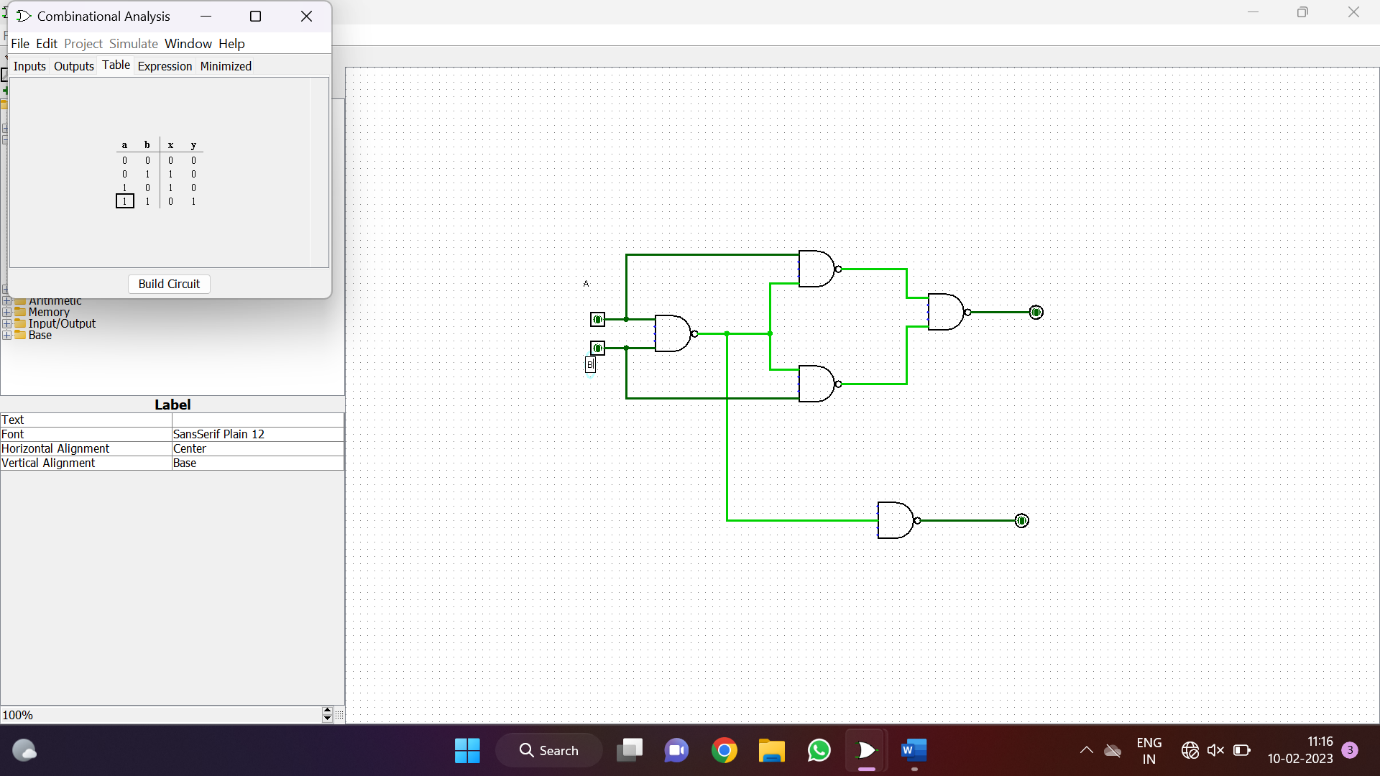 Combinational Analysis
File Edit Project Simulate Window Help
Inputs Outputs Table Expression Minimized
a b x y
0 0 0 0
0 1 1 0
1 0 1 0
1 1 0 1
Build Circuit
Arithmetic
Memory
Input/Output
Base
Label
Text
Font SansSerif Plain 12
Horizontal Alignment Center
Vertical Alignment Base
100%
A
B
Search
ENG
IN
11:16
10-02-2023
3